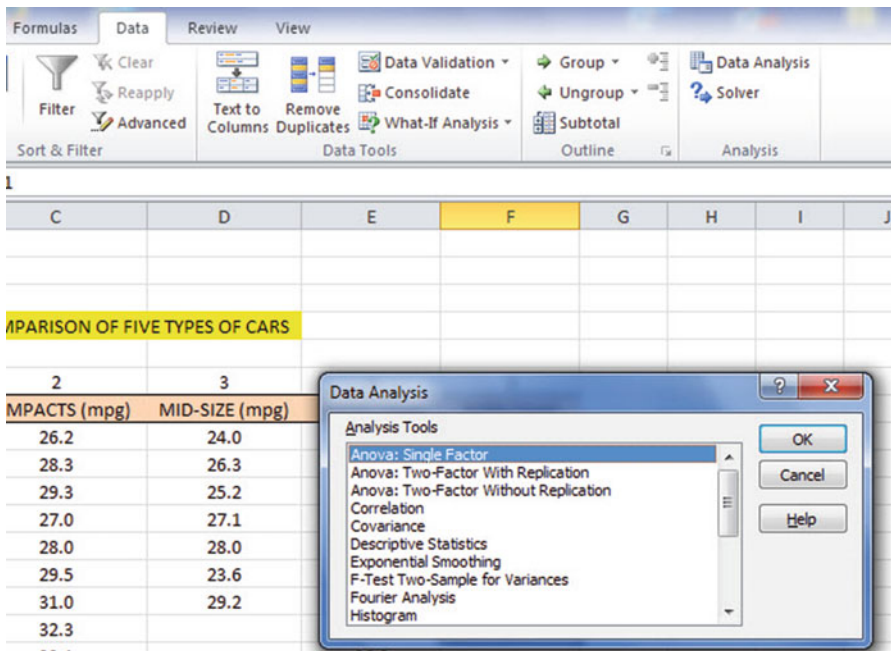 Formulas Data Review View
Clear
Reapply
Advanced
Filter
Sort & Filter
Text to Columns
Remove Duplicates
Data Validation
Consolidate
What-If Analysis
Data Tools
Group
Ungroup
Subtotal
Outline
Data Analysis
Solver
Analysis
1
C D E F G H I J
MPARISON OF FIVE TYPES OF CARS
2 3
MPACTS (mpg) MID-SIZE (mpg)
26.2 24.0
28.3 26.3
29.3 25.2
27.0 27.1
28.0 28.0
29.5 23.6
31.0 29.2
32.3
Data Analysis
Analysis Tools
Anova: Single Factor
Anova: Two-Factor With Replication
Anova: Two-Factor Without Replication
Correlation
Covariance
Descriptive Statistics
Exponential Smoothing
F-Test Two-Sample for Variances
Fourier Analysis
Histogram
?
OK
Cancel
Help